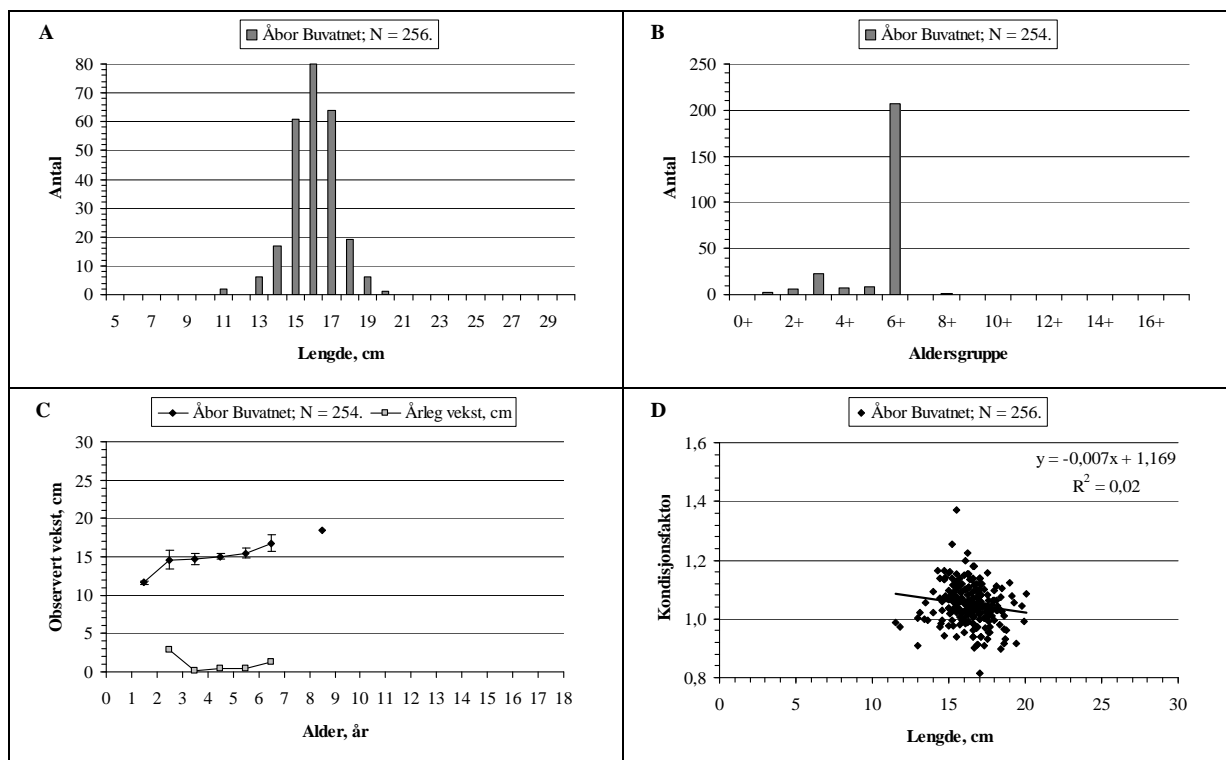 A
Åbor Buvatnet; N = 256.
Antal
80
70
60
50
40
30
20
10
0
5 7 9 11 13 15 17 19 21 23 25 27 29
Lengde, cm
B
Åbor Buvatnet; N = 254.
Antal
250
200
150
100
50
0
0+ 2+ 4+ 6+ 8+ 10+ 12+ 14+ 16+
Aldersgruppe
C
Åbor Buvatnet; N = 254. Årleg vekst, cm
Observert vekst, cm
30
25
20
15
10
5
0
0 1 2 3 4 5 6 7 8 9 10 11 12 13 14 15 16 17 18
Alder, år
D
Åbor Buvatnet; N = 256.
y = -0,007x + 1,169
R² = 0,02
Kondisjonsfaktor
1,6
1,4
1,2
1,0
0,8
0 5 10 15 20 25 30
Lengde, cm